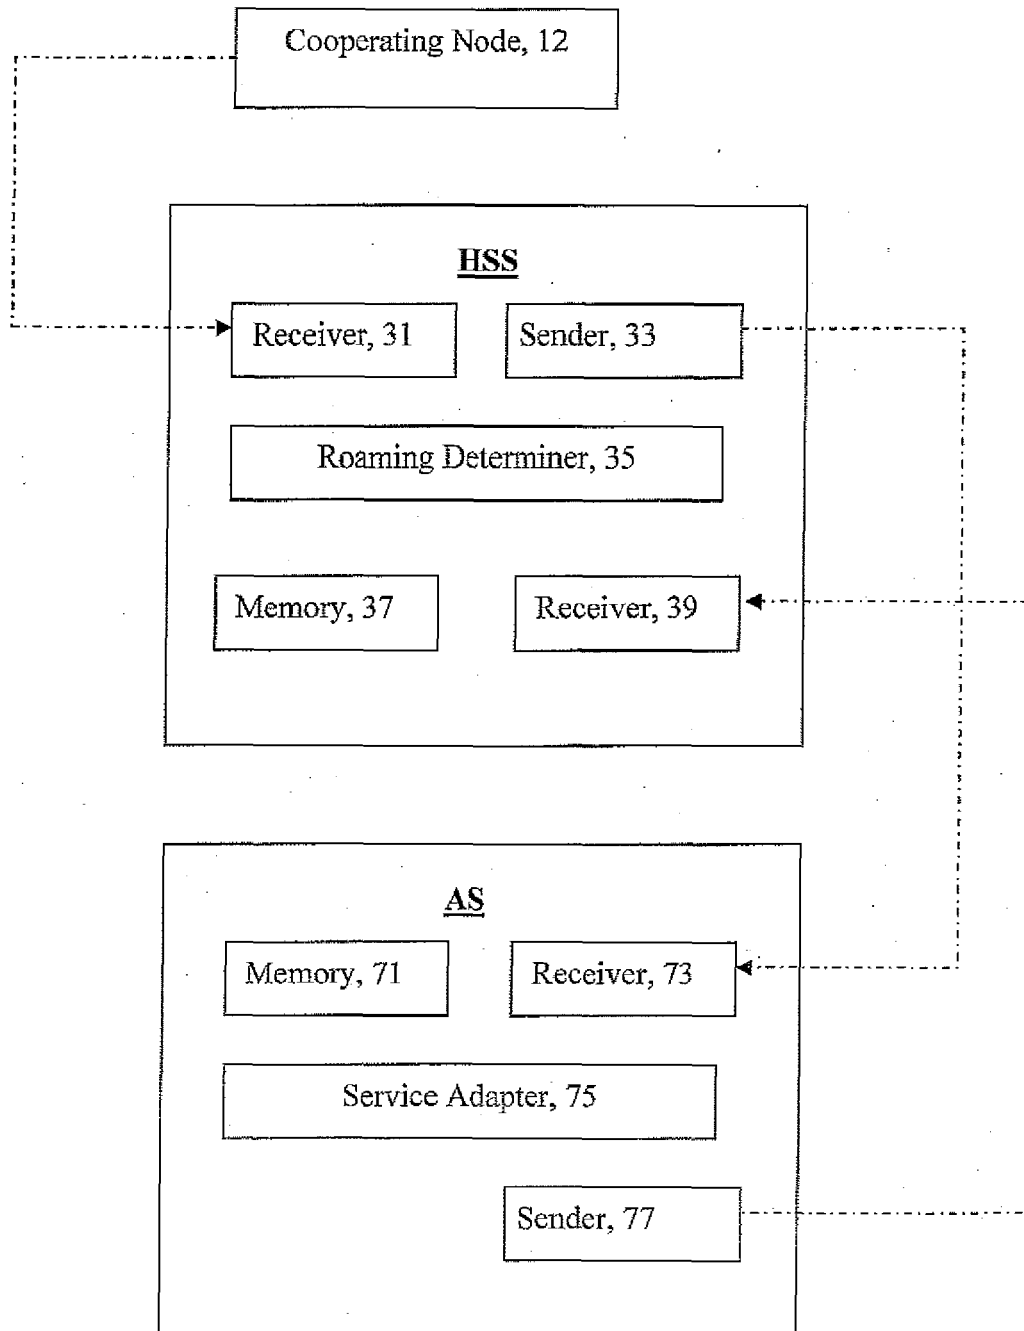 Cooperating Node, 12
HSS
Receiver, 31
Sender, 33
Roaming Determiner, 35
Memory, 37
Receiver, 39
AS
Memory, 71
Receiver, 73
Service Adapter, 75
Sender, 77